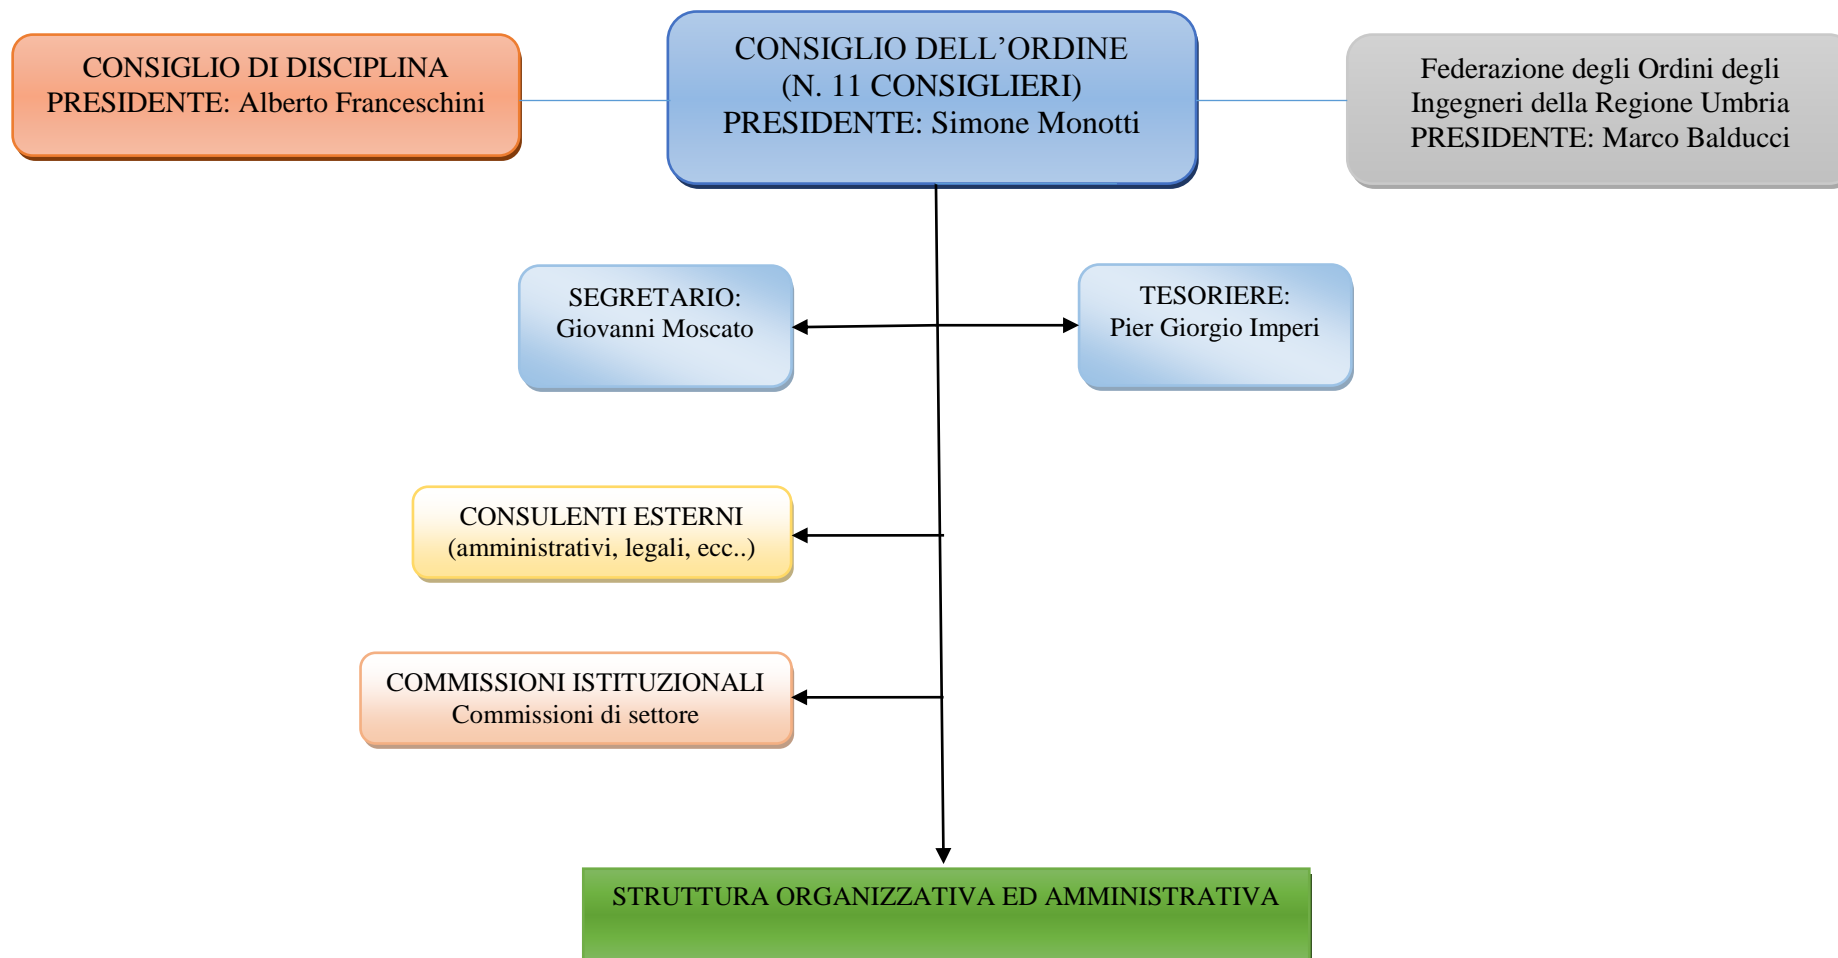 CONSIGLIO DI DISCIPLINA
PRESIDENTE: Alberto Franceschini
CONSIGLIO DELL’ORDINE
(N. 11 CONSIGLIERI)
PRESIDENTE: Simone Monotti
Federazione degli Ordini degli
Ingegneri della Regione Umbria
PRESIDENTE: Marco Balducci
SEGRETARIO:
Giovanni Moscato
TESORIERE:
Pier Giorgio Imperi
CONSULENTI ESTERNI
(amministrativi, legali, ecc..)
COMMISSIONI ISTITUZIONALI
Commissioni di settore
STRUTTURA ORGANIZZATIVA ED AMMINISTRATIVA